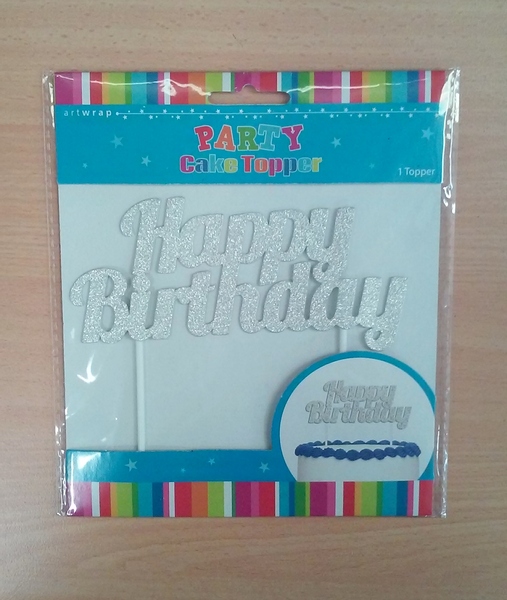 artwrap
PARTY
Cake Topper
1 Topper
Happy
Birthday
Happy
Birthday